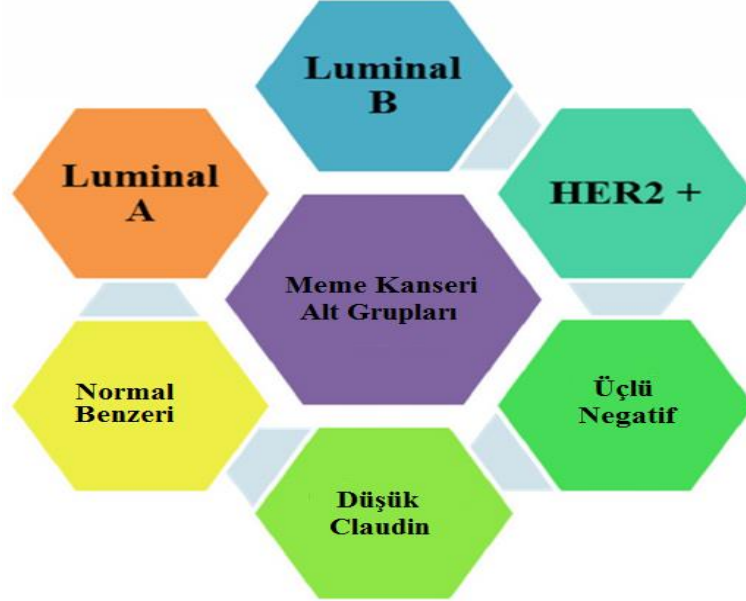 Luminal
B
Luminal
A
HER2 +
Meme Kanseri
Alt Grupları
Normal
Benzeri
Üçlü
Negatif
Düşük
Claudin